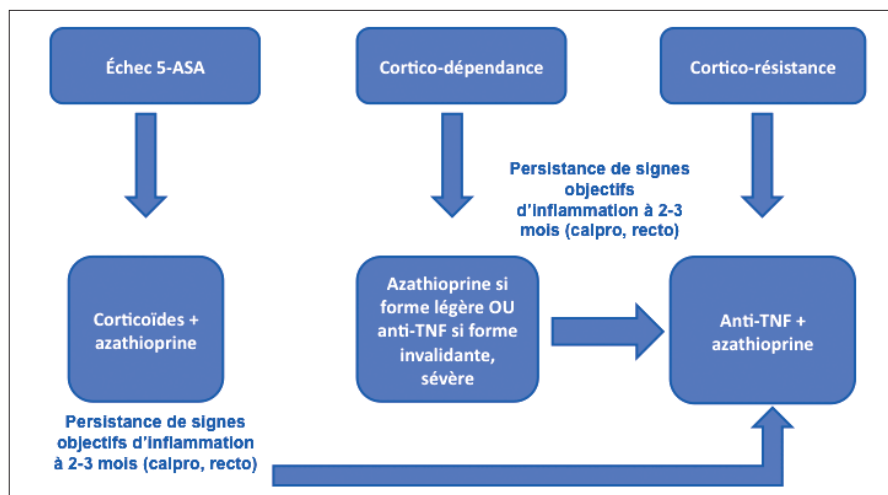 Échec 5-ASA
Cortico-dépendance
Cortico-résistance
Persistance de signes
objectifs
d’inflammation à 2-3
mois (calpro, recto)
Corticoïdes +
azathioprine
Azathioprine si
forme légère OU
anti-TNF si forme
invalidante,
sévère
Anti-TNF +
azathioprine
Persistance de signes
objectifs d’inflammation
à 2-3 mois (calpro, recto)